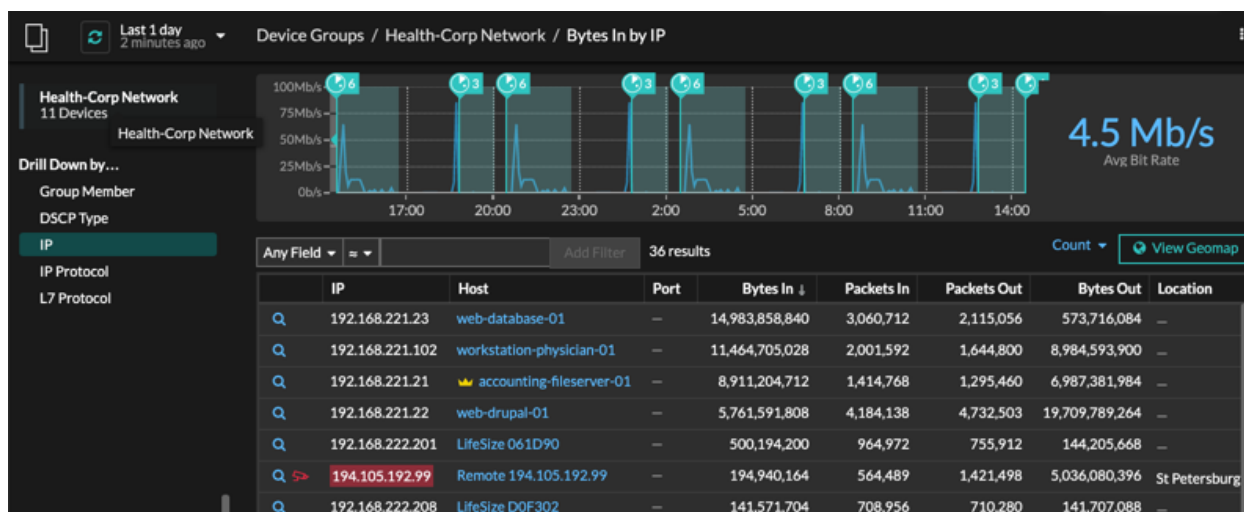 Last 1 day
2 minutes ago
Device Groups / Health-Corp Network / Bytes In by IP
Health-Corp Network
11 Devices
Health-Corp Network
Drill Down by...
Group Member
DSCP Type
IP
IP Protocol
L7 Protocol
100Mb/s
75Mb/s
50Mb/s
25Mb/s
0b/s
6 3 6 3 6 3 6 3
17:00 20:00 23:00 2:00 5:00 8:00 11:00 14:00
4.5 Mb/s
Avg Bit Rate
Any Field ≈ Add Filter 36 results Count View Geomap
IP Host Port Bytes In ↓ Packets In Packets Out Bytes Out Location
192.168.221.23 web-database-01 — 14,983,858,840 3,060,712 2,115,056 573,716,084 —
192.168.221.102 workstation-physician-01 — 11,464,705,028 2,001,592 1,644,800 8,984,593,900 —
192.168.221.21 accounting-fileserver-01 — 8,911,204,712 1,414,768 1,295,460 6,987,381,984 —
192.168.221.22 web-drupal-01 — 5,761,591,808 4,184,138 4,732,503 19,709,789,264 —
192.168.222.201 LifeSize 061D90 — 500,194,200 964,972 755,912 144,205,668 —
194.105.192.99 Remote 194.105.192.99 — 194,940,164 564,489 1,421,498 5,036,080,396 St Petersburg
192.168.222.208 LifeSize D0F302 — 141,571,704 708,956 710,280 141,707,088 —